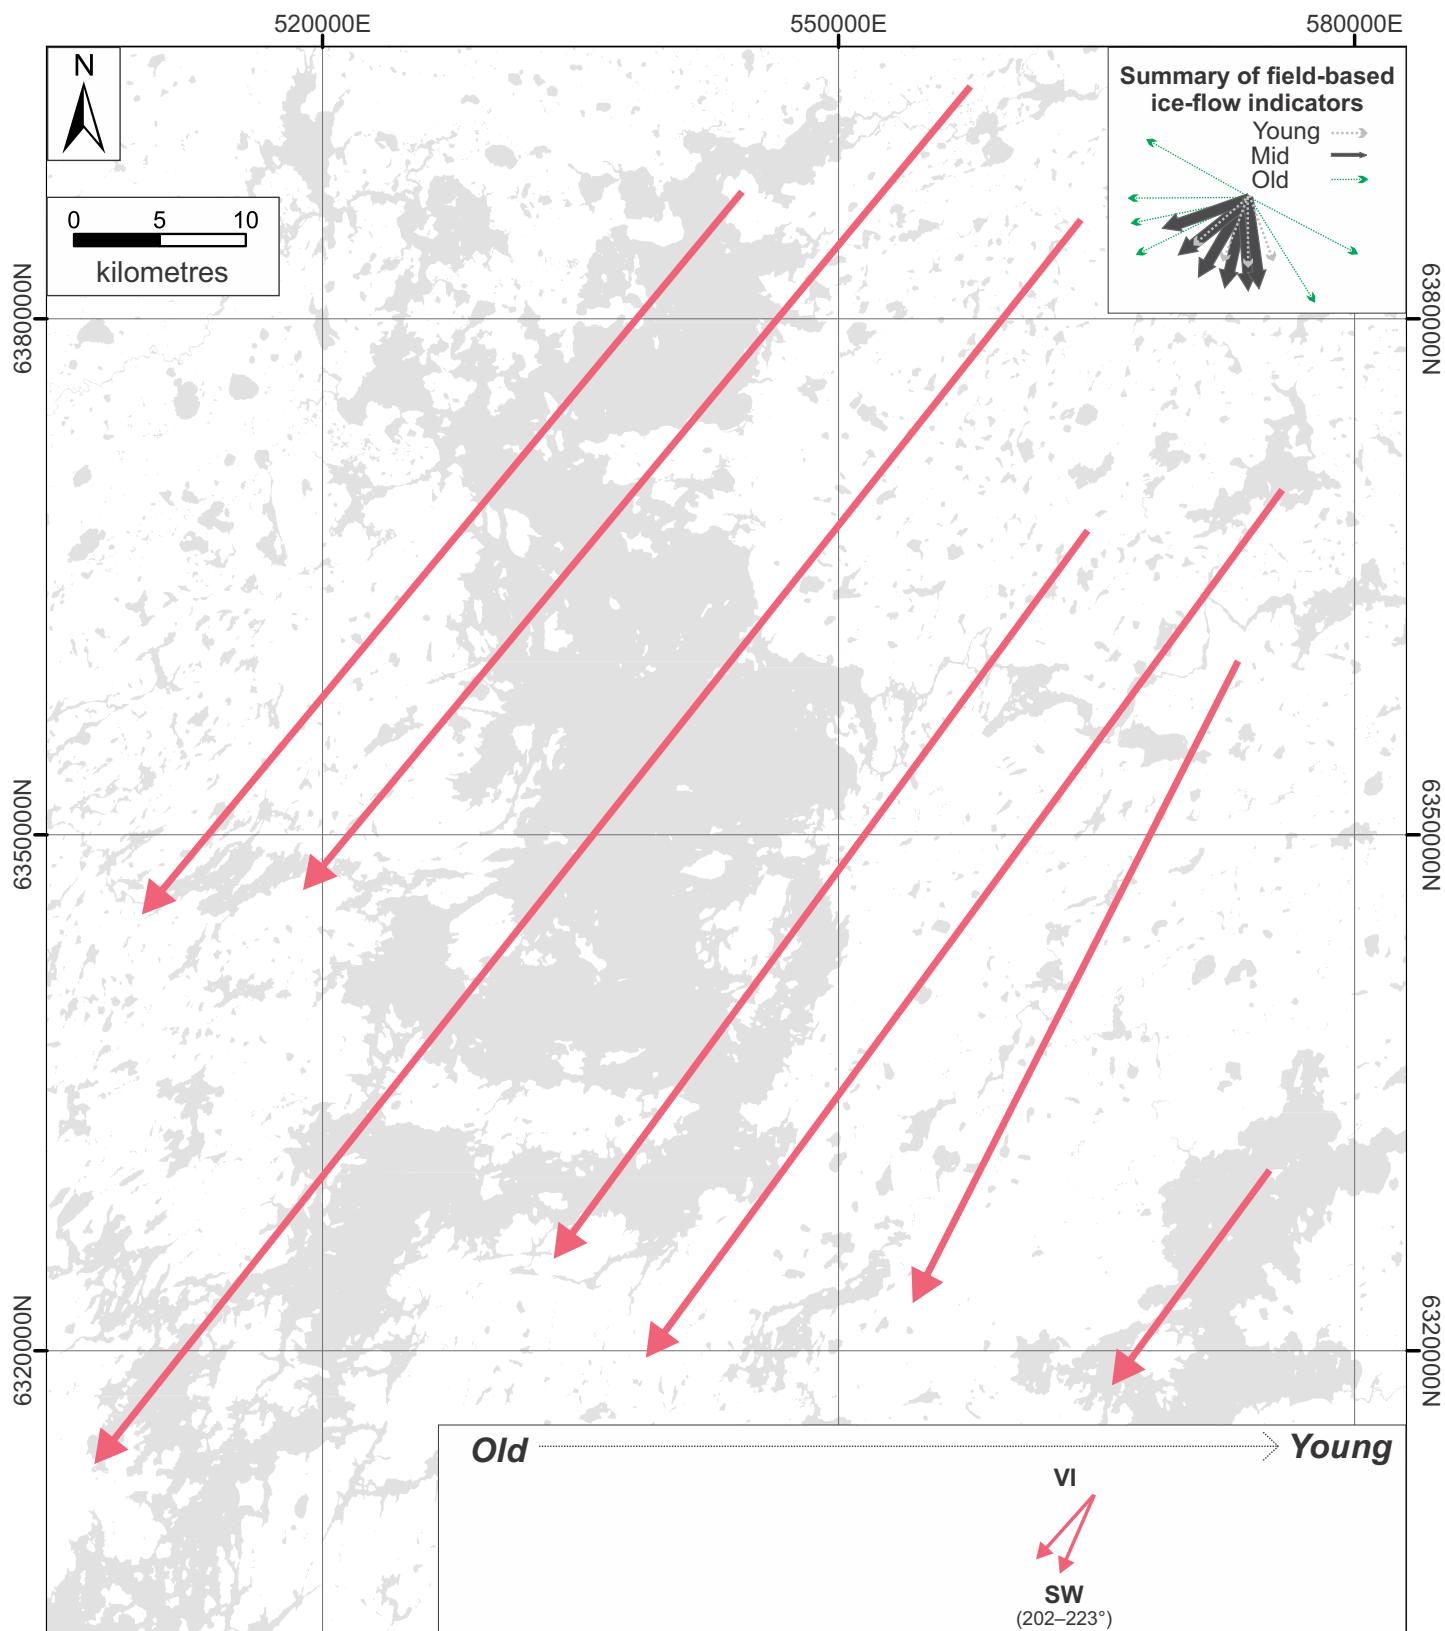 520000E
550000E
580000E
N
Summary of field-based
ice-flow indicators
Young
Mid
Old
0 5 10
kilometres
6380000N
6380000N
6350000N
6350000N
6320000N
6320000N
Old
Young
VI
SW
(202–223°)